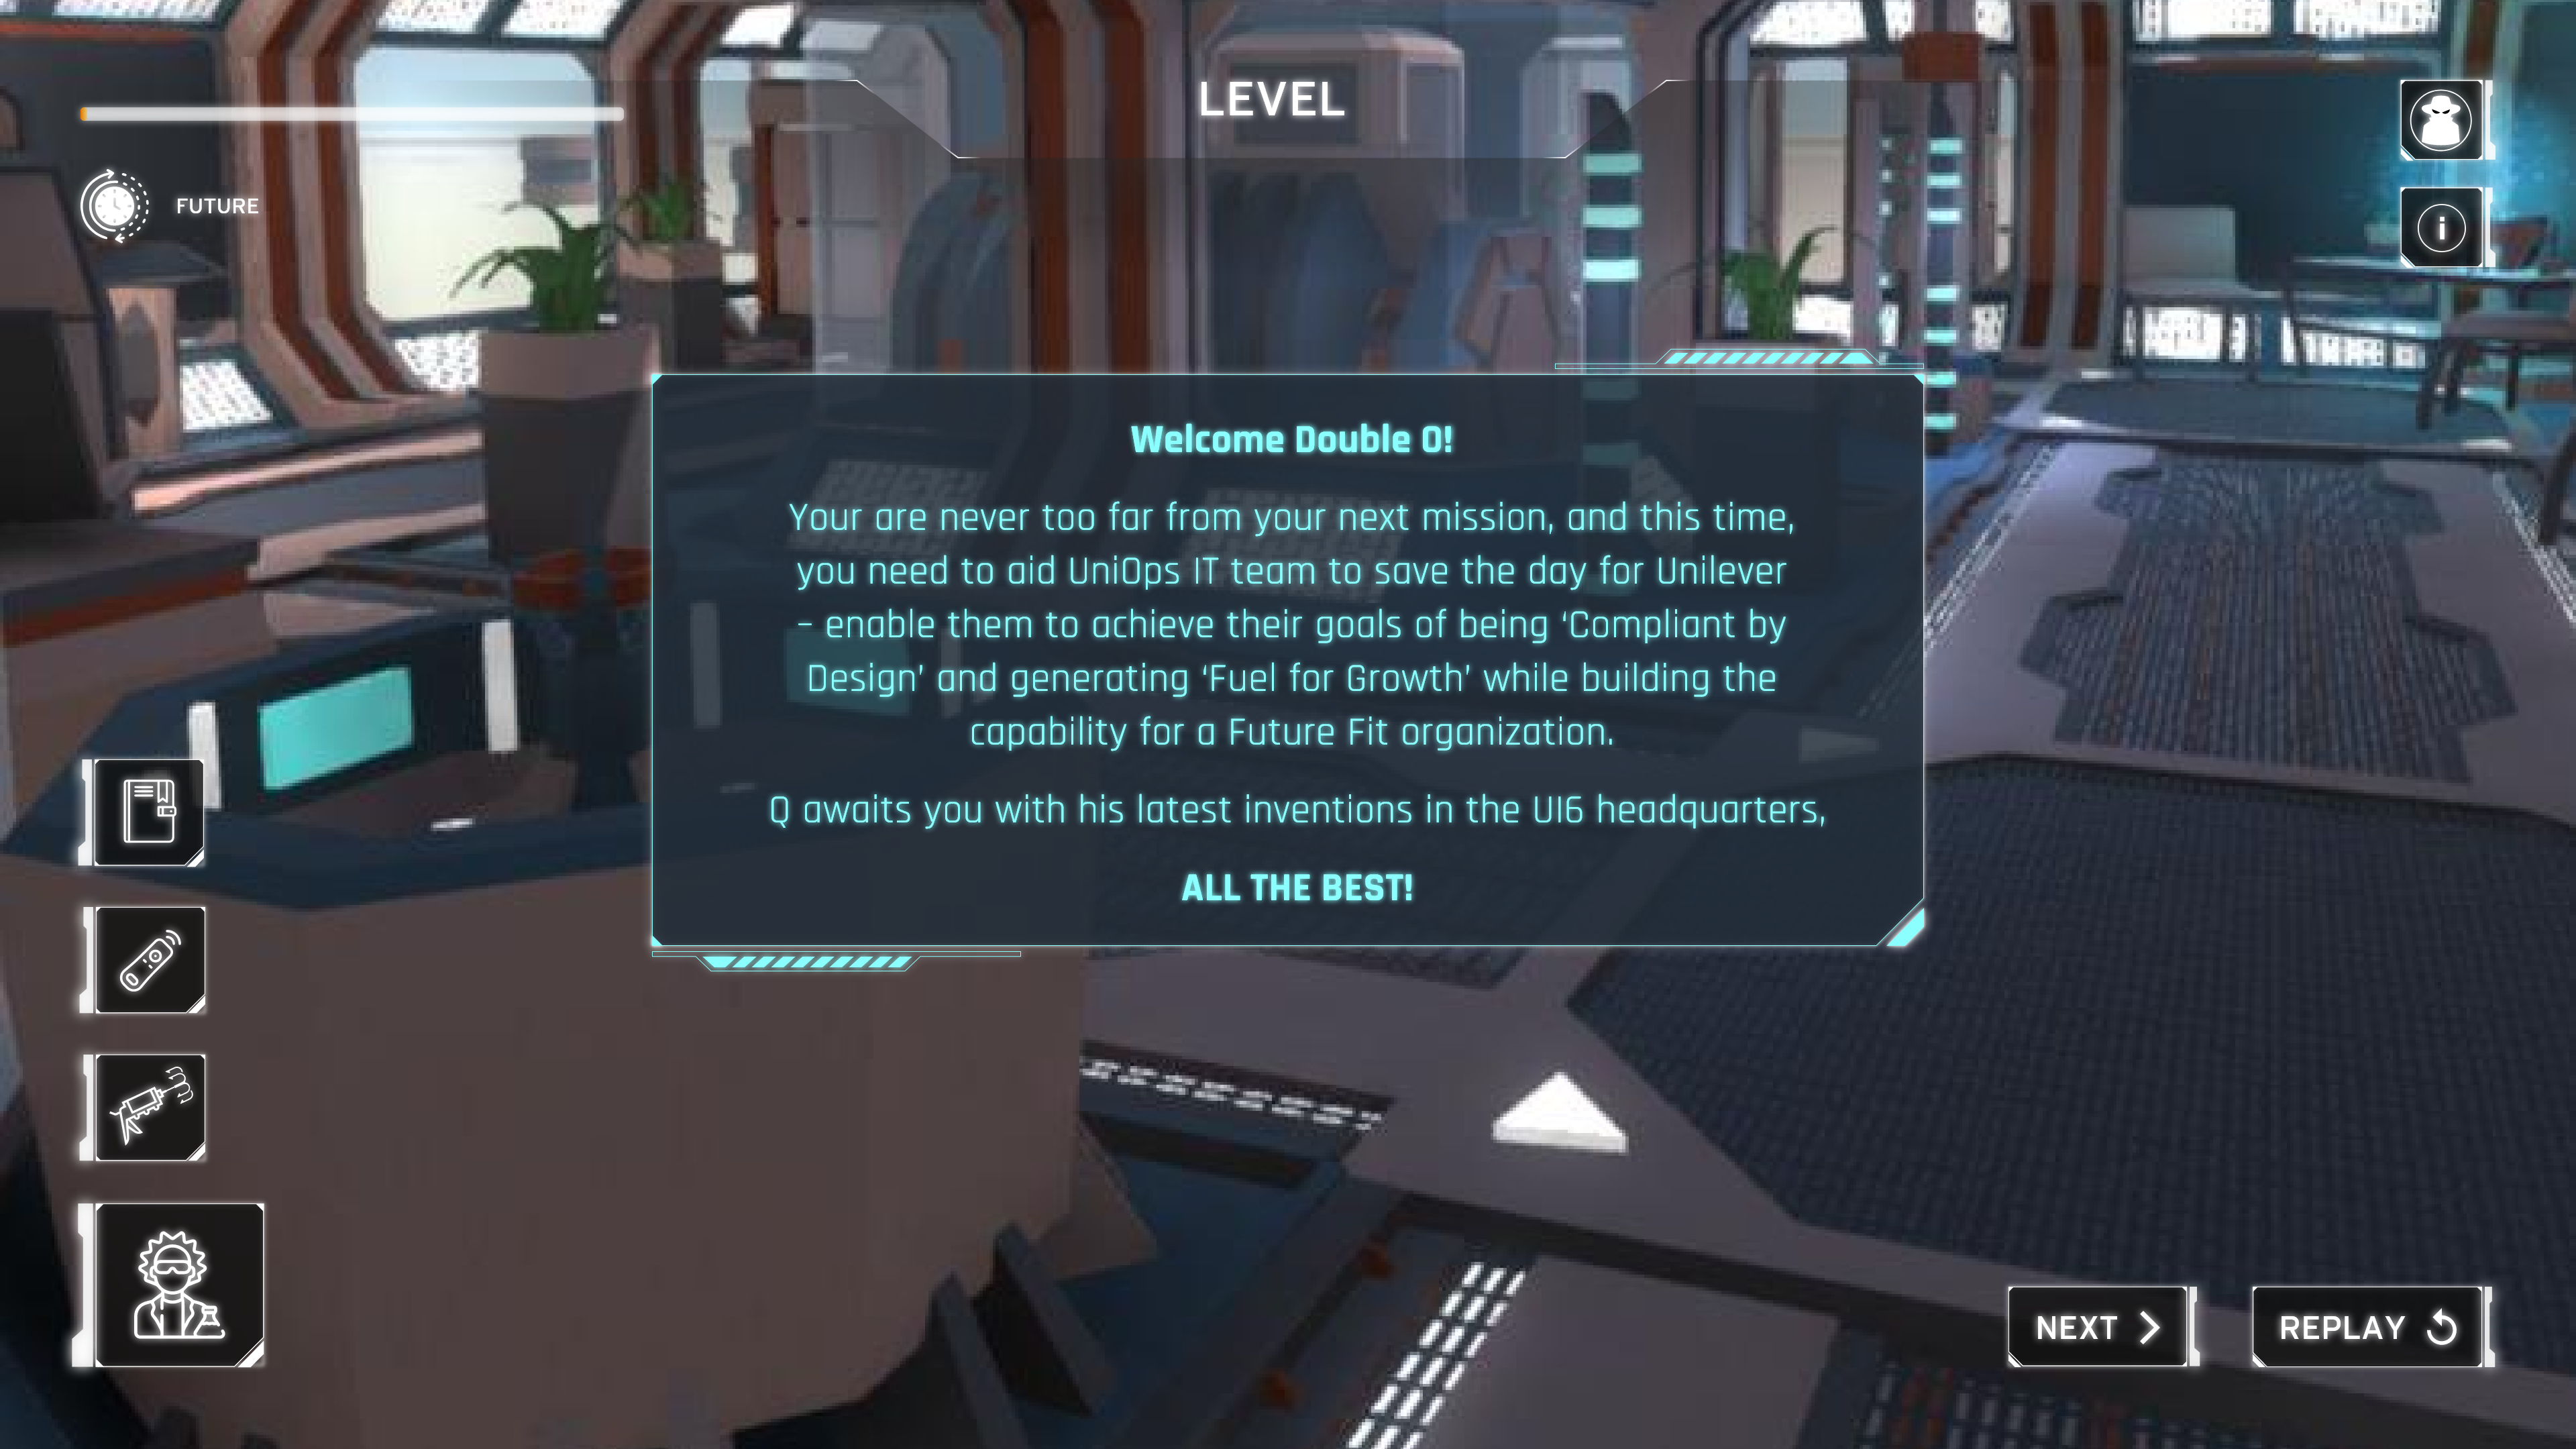 LEVEL
FUTURE
Welcome Double O!
Your are never too far from your next mission, and this time,
you need to aid UniOps IT team to save the day for Unilever
– enable them to achieve their goals of being ‘Compliant by
Design’ and generating ‘Fuel for Growth’ while building the
capability for a Future Fit organization.
Q awaits you with his latest inventions in the UI6 headquarters,
ALL THE BEST!
NEXT
REPLAY